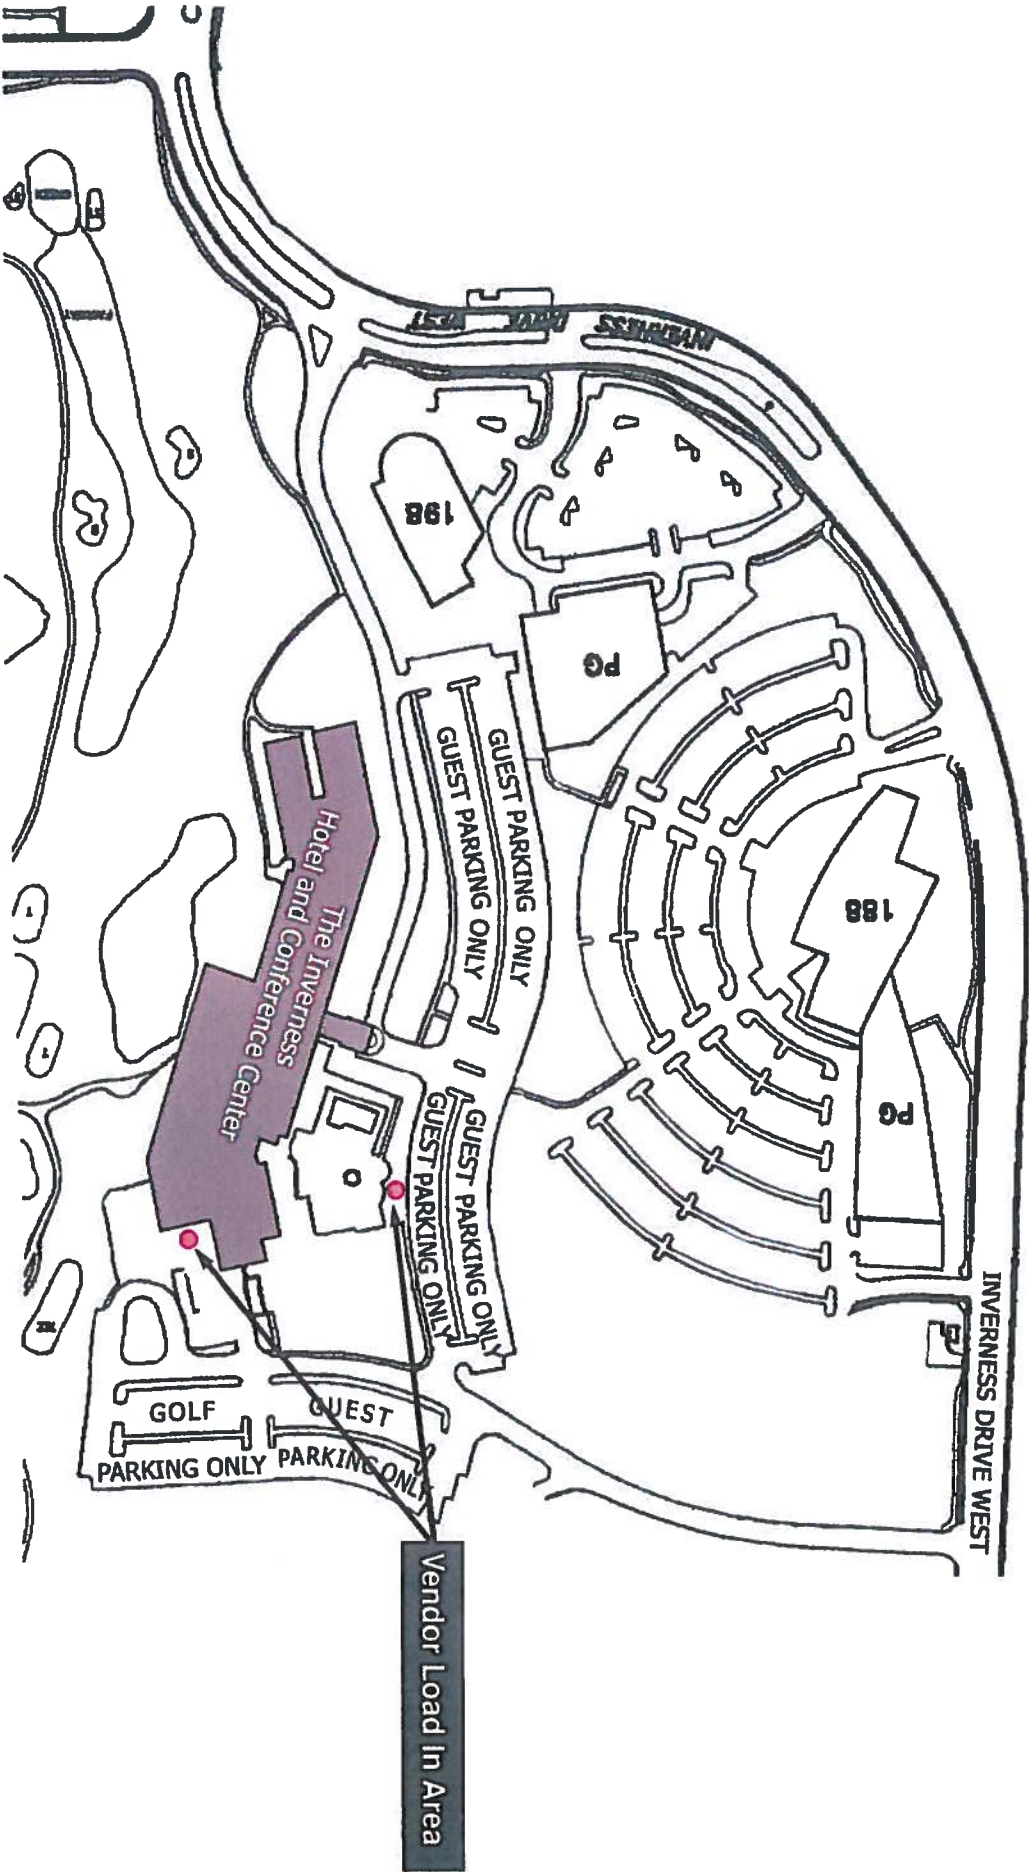 INVERNESS
DRIVE
WEST
198
PG
GUEST PARKING ONLY
GUEST PARKING ONLY
188
The Inverness
Hotel and Conference Center
PG
GUEST PARKING ONLY
GUEST PARKING ONLY
INVERNESS DRIVE WEST
GOLF
PARKING ONLY
GUEST
PARKING ONLY
Vendor Load In Area